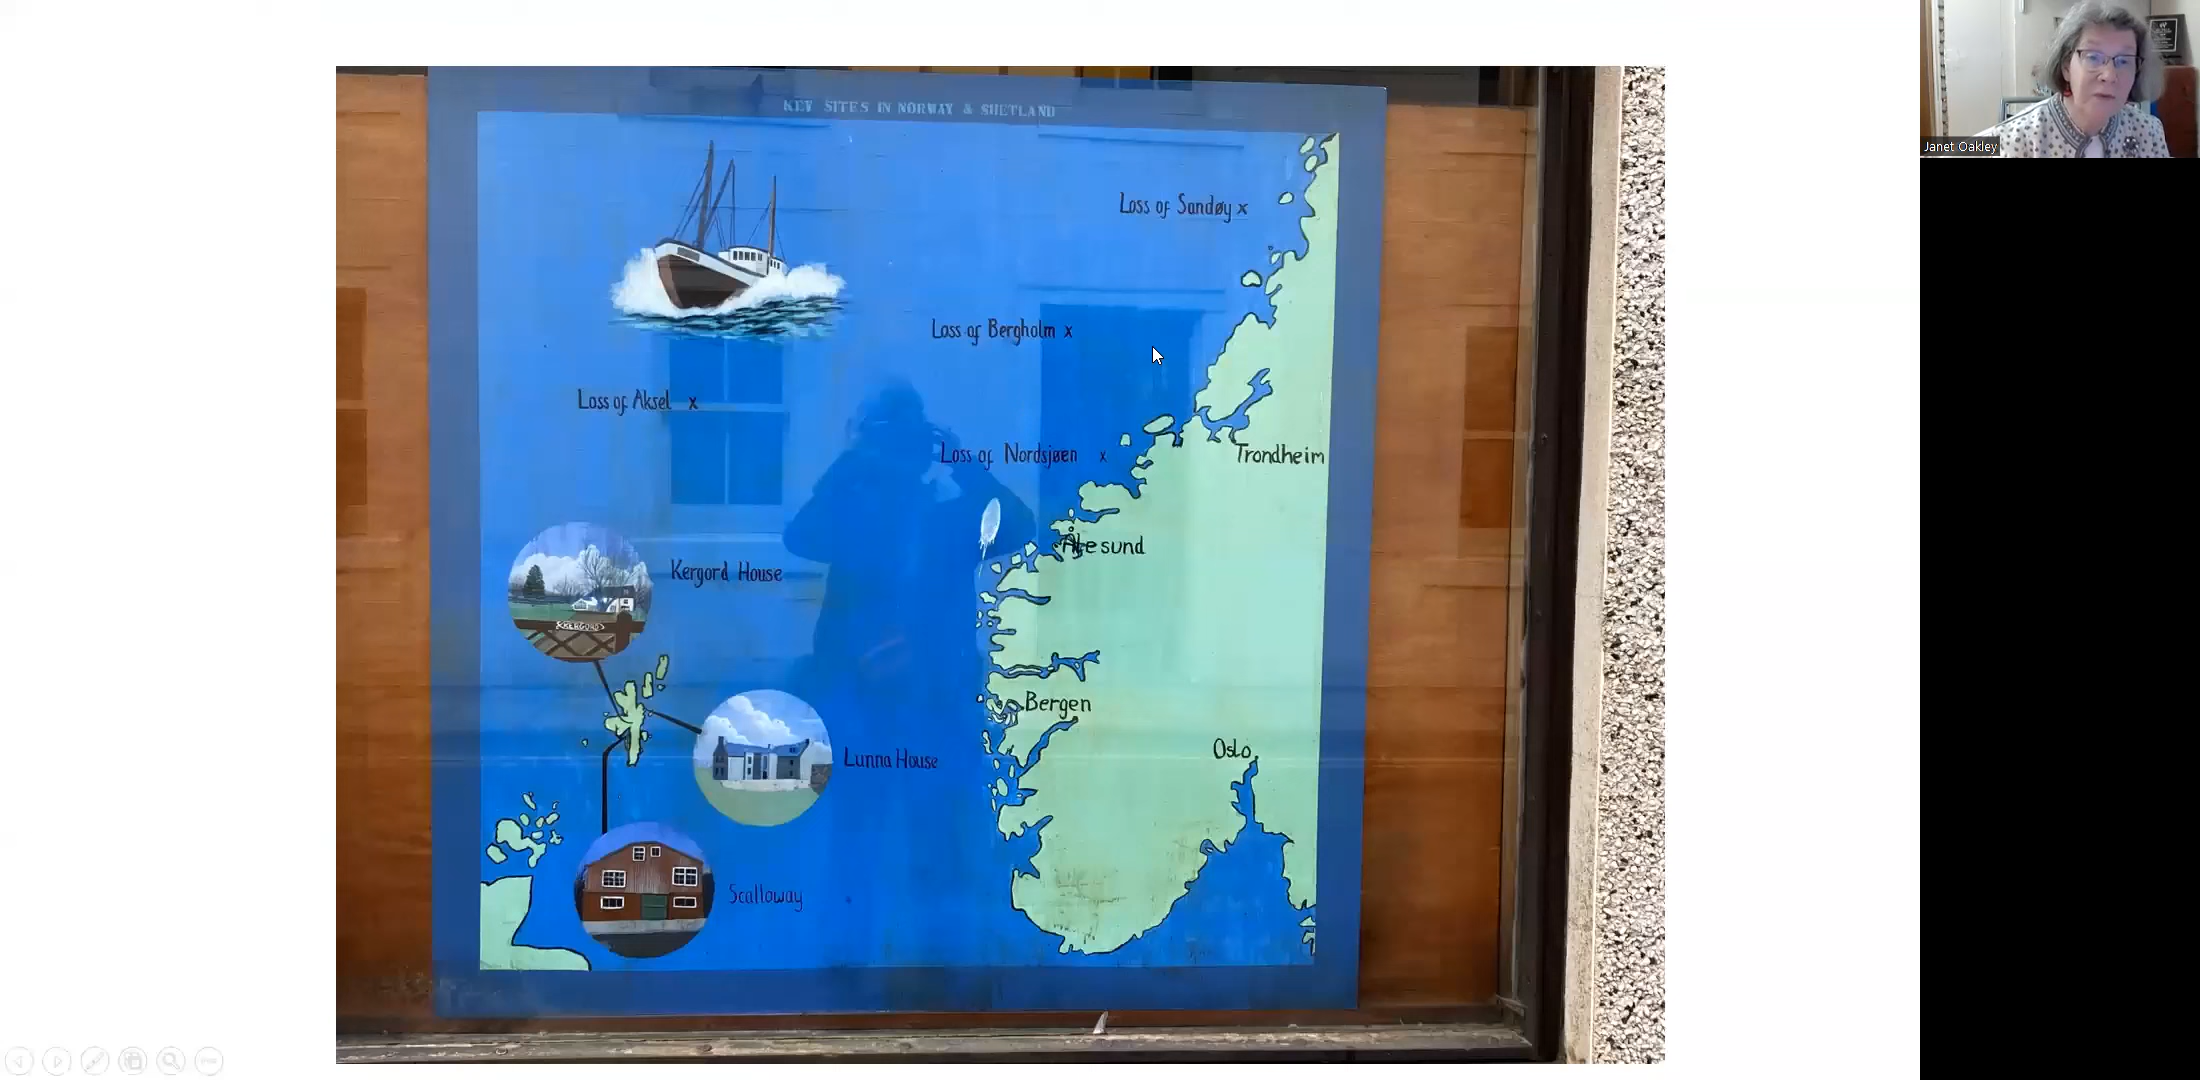 KEY SITES IN NORWAY & SHETLAND
Loss of Sandøy x
Loss of Bergholm x
Loss of Aksel x
Loss of Nordsjøen x
Trondheim
Ålesund
Kergord House
KERGORD
Bergen
Oslo
Lunna House
Scalloway
Janet Oakley